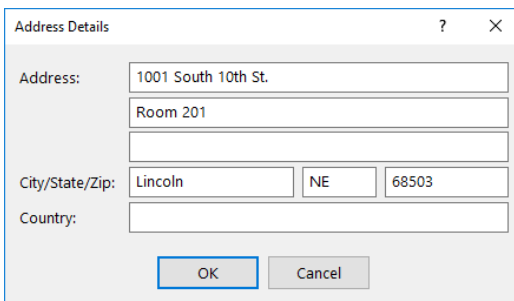 Address Details ? ×
Address: 1001 South 10th St.
Room 201
City/State/Zip: Lincoln NE 68503
Country:
OK Cancel